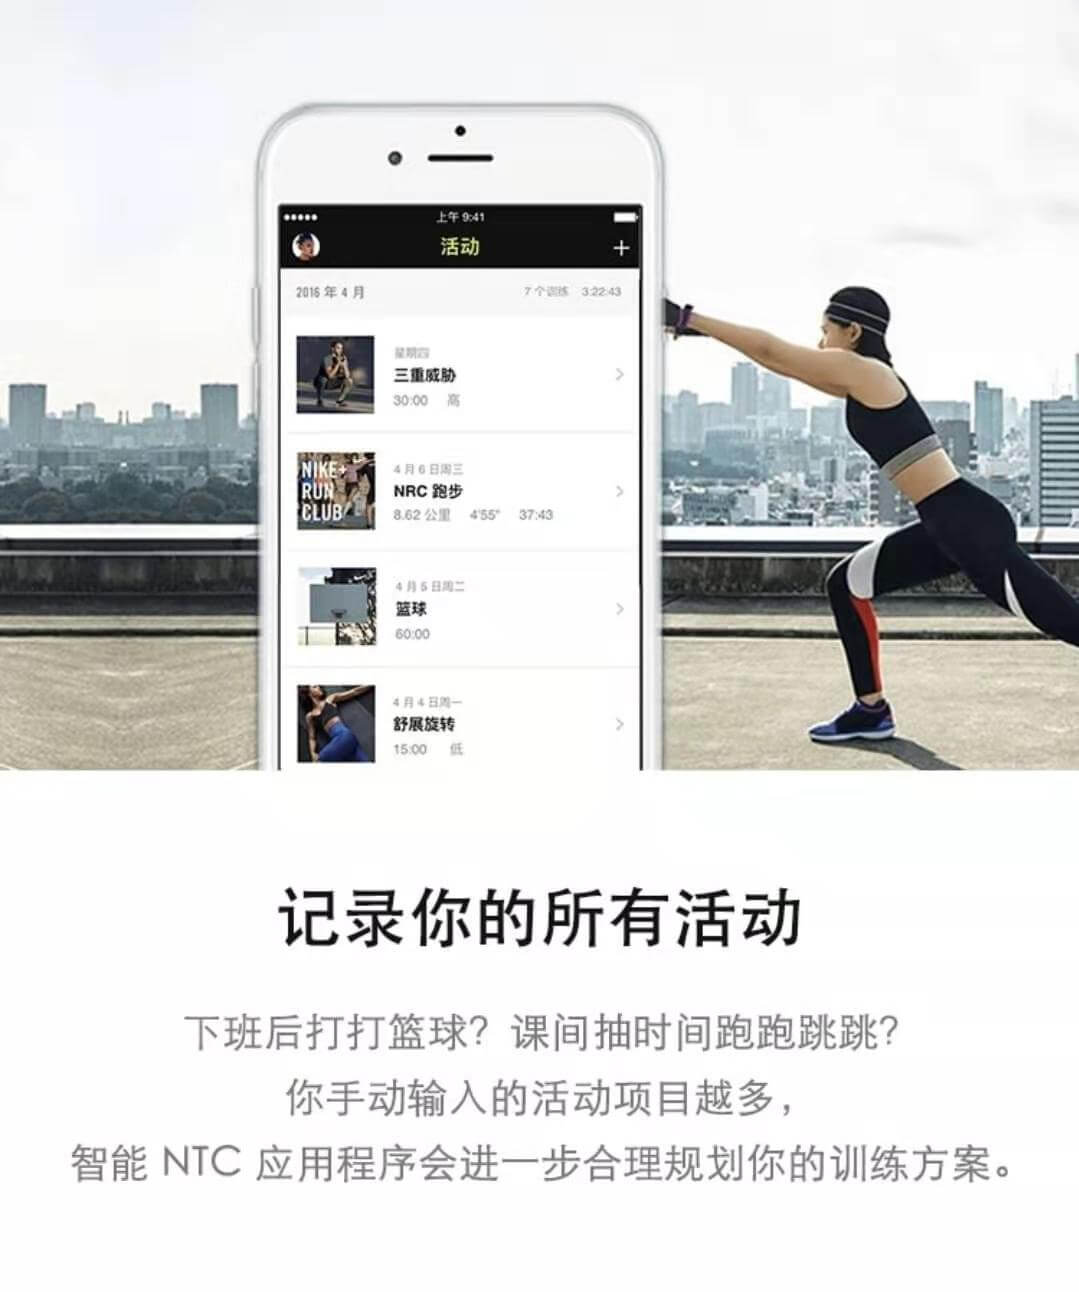 上午 9:41
活动
2016 年 4 月 7 个训练 3:22:43
星期四
三重威胁
30:00 高
NIKE+
RUN
CLUB
4 月 6 日周三
NRC 跑步
8.62 公里 4'55" 37:43
4 月 5 日周二
篮球
60:00
4 月 4 日周一
舒展旋转
15:00 低
记录你的所有活动
下班后打打篮球？课间抽时间跑跑跳跳？
你手动输入的活动项目越多，
智能 NTC 应用程序会进一步合理规划你的训练方案。